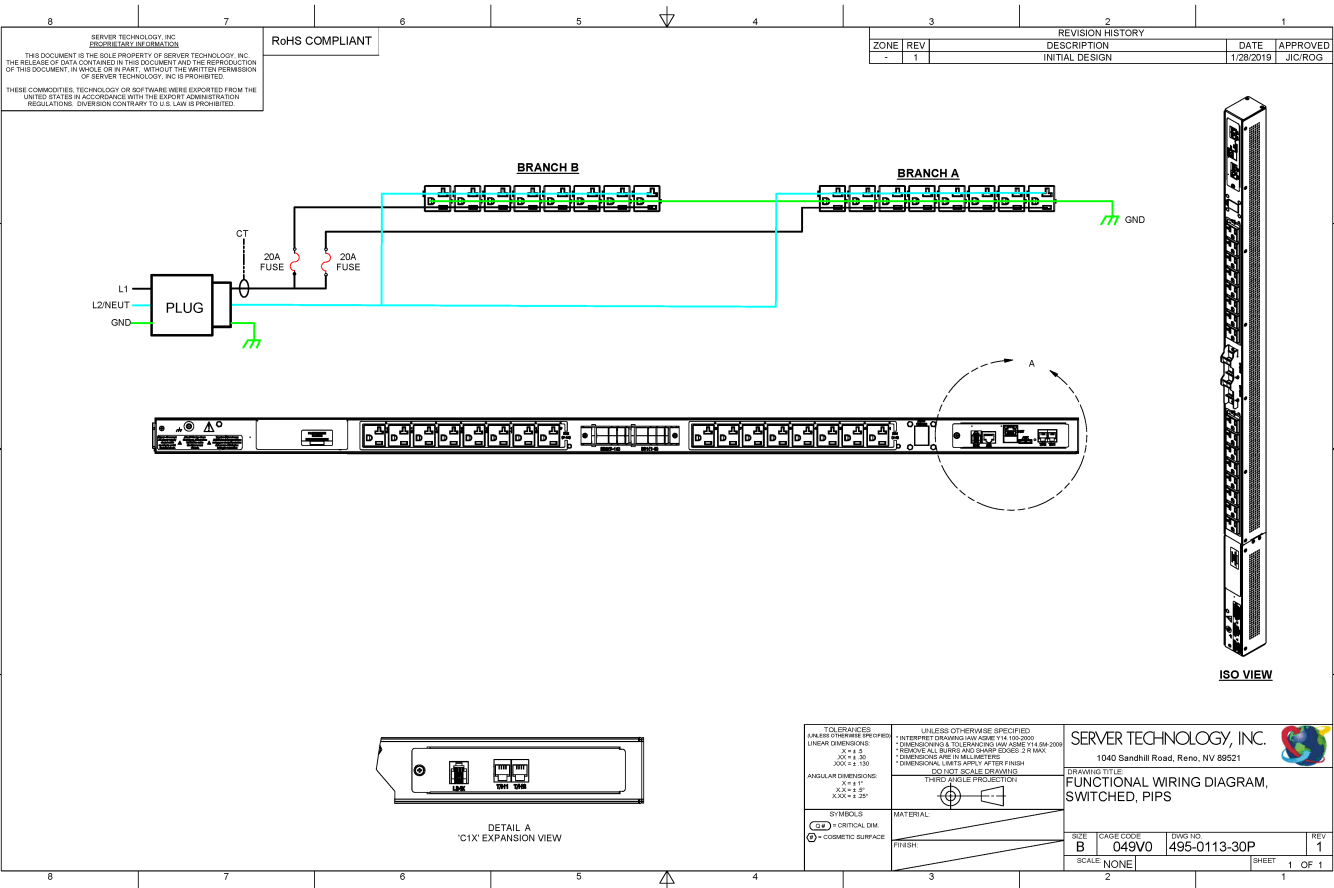 8 7 6 5 4 3 2 1
SERVER TECHNOLOGY, INC
PROPRIETARY INFORMATION
THIS DOCUMENT IS THE SOLE PROPERTY OF SERVER TECHNOLOGY, INC.
THE RELEASE OF DATA CONTAINED IN THIS DOCUMENT AND THE REPRODUCTION
OF THIS DOCUMENT, IN WHOLE OR IN PART, WITHOUT THE WRITTEN PERMISSION
OF SERVER TECHNOLOGY, INC IS PROHIBITED.
THESE COMMODITIES, TECHNOLOGY OR SOFTWARE WERE EXPORTED FROM THE
UNITED STATES IN ACCORDANCE WITH THE EXPORT ADMINISTRATION
REGULATIONS. DIVERSION CONTRARY TO U.S. LAW IS PROHIBITED.
RoHS COMPLIANT
REVISION HISTORY
ZONE REV DESCRIPTION DATE APPROVED
- 1 INITIAL DESIGN 1/28/2019 JIC/ROG
BRANCH B
BRANCH A
GND
CT
20A
FUSE
20A
FUSE
L1
L2/NEUT
GND
PLUG
A
ISO VIEW
LINK
T/H1 T/H2
DETAIL A
'C1X' EXPANSION VIEW
TOLERANCES
(UNLESS OTHERWISE SPECIFIED)
LINEAR DIMENSIONS:
.X = ± .5
.XX = ± .30
.XXX = ± .130
ANGULAR DIMENSIONS:
X = ± 1°
X.X = ± .5°
X.XX = ± .25°
SYMBOLS
= CRITICAL DIM.
(#) = COSMETIC SURFACE
UNLESS OTHERWISE SPECIFIED
* INTERPRET DRAWING IAW ASME Y14.100-2000
* DIMENSIONING & TOLERANCING IAW ASME Y14.5M-2009
* REMOVE ALL BURRS AND SHARP EDGES .2 R MAX
* DIMENSIONS ARE IN MILLIMETERS
* DIMENSIONAL LIMITS APPLY AFTER FINISH
DO NOT SCALE DRAWING
THIRD ANGLE PROJECTION
MATERIAL:
FINISH:
SERVER TECHNOLOGY, INC.
1040 Sandhill Road, Reno, NV 89521
DRAWING TITLE:
FUNCTIONAL WIRING DIAGRAM,
SWITCHED, PIPS
SIZE CAGE CODE DWG NO. REV
B 049V0 495-0113-30P 1
SCALE: NONE SHEET 1 OF 1
8 7 6 5 4 3 2 1